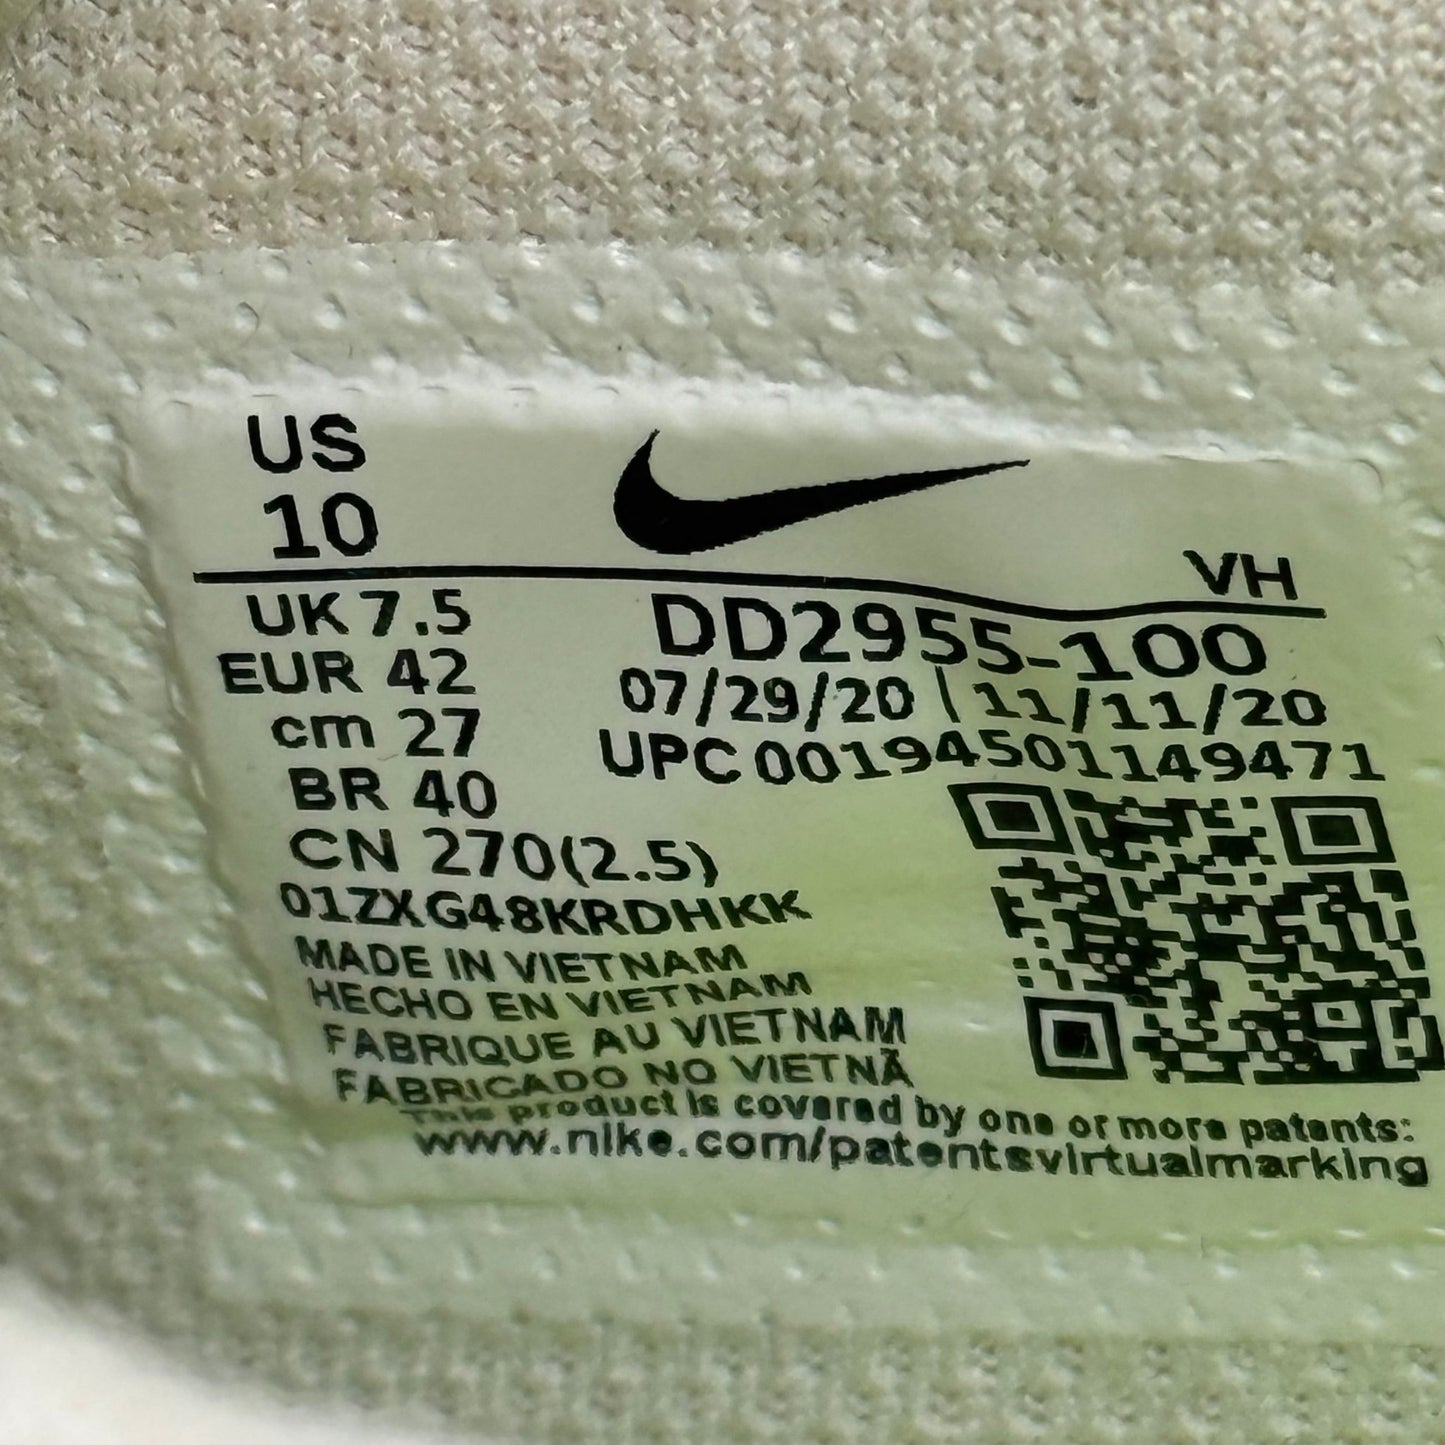 US
10
VH
UK 7.5
DD2955-100
EUR 42
07/29/20 | 11/11/20
cm 27
UPC 00194501149471
BR 40
CN 270(2.5)
01ZXG48KRDHKK
MADE IN VIETNAM
HECHO EN VIETNAM
FABRIQUE AU VIETNAM
FABRICADO NO VIETNÃ
This product is covered by one or more patents:
www.nike.com/patentsvirtualmarking